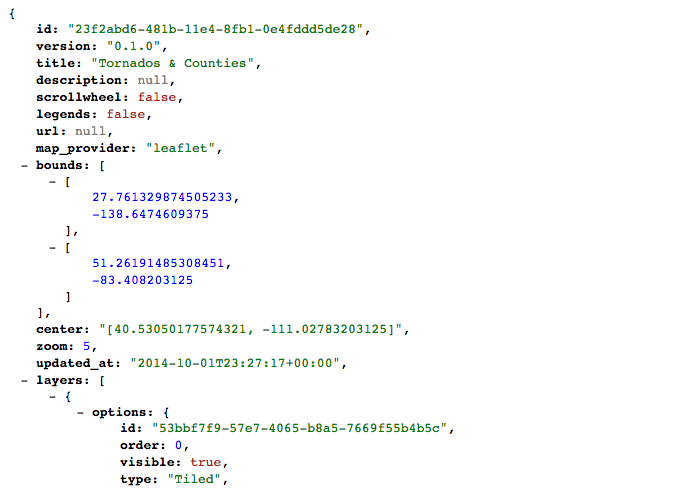 {
id: "23f2abd6-481b-11e4-8fb1-0e4fddd5de28",
version: "0.1.0",
title: "Tornados & Counties",
description: null,
scrollwheel: false,
legends: false,
url: null,
map_provider: "leaflet",
- bounds: [
- [
27.761329874505233,
-138.6474609375
],
- [
51.26191485308451,
-83.408203125
]
],
center: "[40.53050177574321, -111.02783203125]",
zoom: 5,
updated_at: "2014-10-01T23:27:17+00:00",
- layers: [
- {
- options: {
id: "53bbf7f9-57e7-4065-b8a5-7669f55b4b5c",
order: 0,
visible: true,
type: "Tiled",